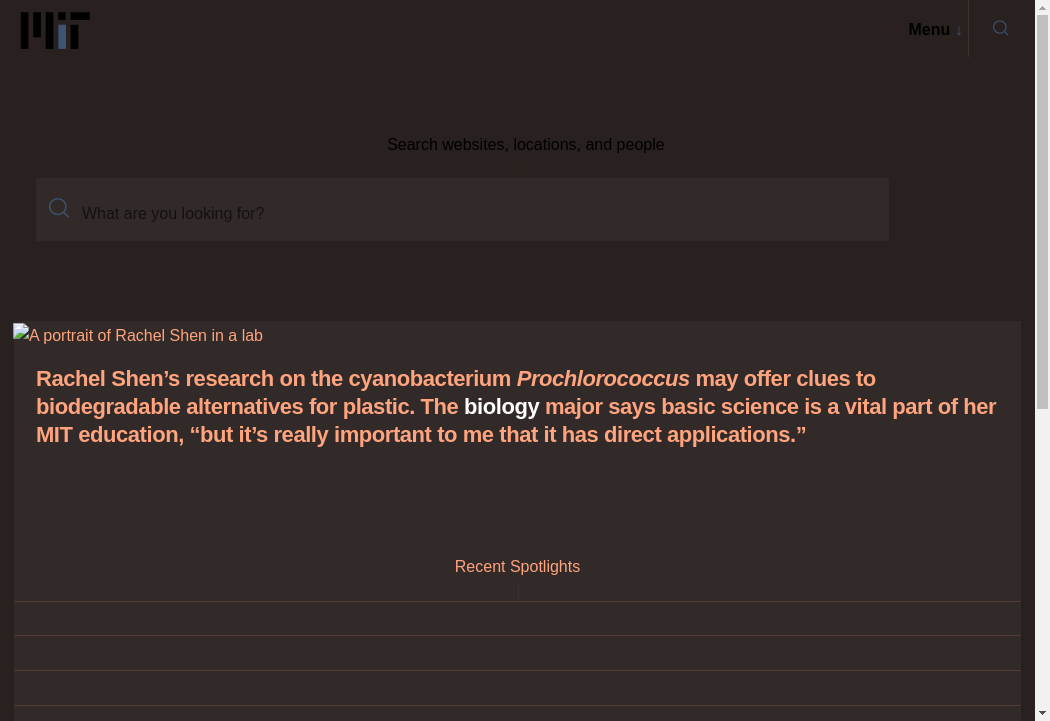 MIT
Menu ↓
Search websites, locations, and people
What are you looking for?
A portrait of Rachel Shen in a lab
Rachel Shen’s research on the cyanobacterium Prochlorococcus may offer clues to
biodegradable alternatives for plastic. The biology major says basic science is a vital part of her
MIT education, “but it’s really important to me that it has direct applications.”
Recent Spotlights